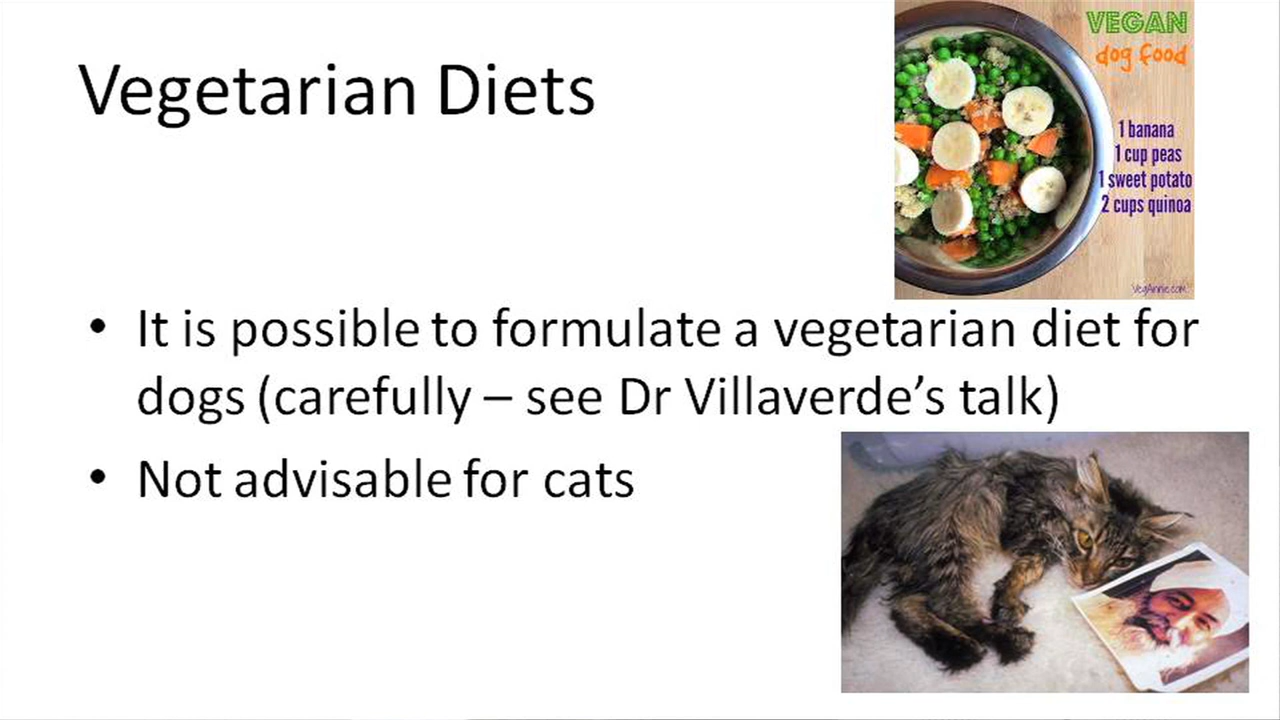 Vegetarian Diets
VEGAN
dog food
1 banana
1 cup peas
1 sweet potato
2 cups quinoa
VegAnnie.com
• It is possible to formulate a vegetarian diet for
dogs (carefully – see Dr Villaverde’s talk)
• Not advisable for cats